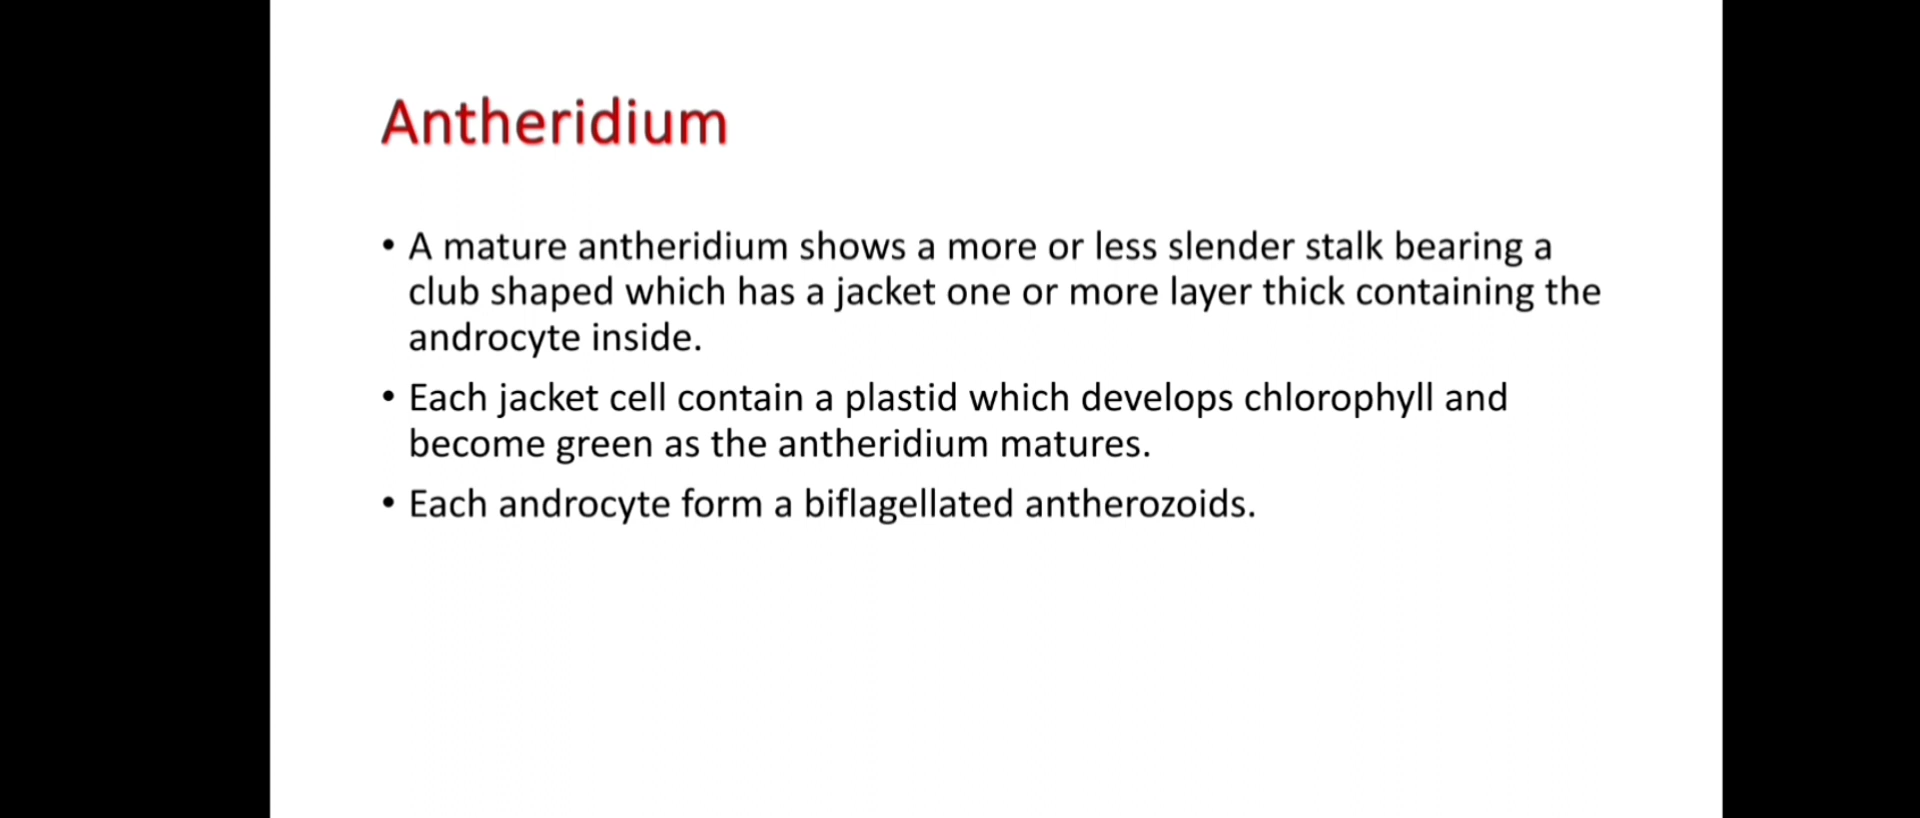 Antheridium
• A mature antheridium shows a more or less slender stalk bearing a
club shaped which has a jacket one or more layer thick containing the
androcyte inside.
• Each jacket cell contain a plastid which develops chlorophyll and
become green as the antheridium matures.
• Each androcyte form a biflagellated antherozoids.